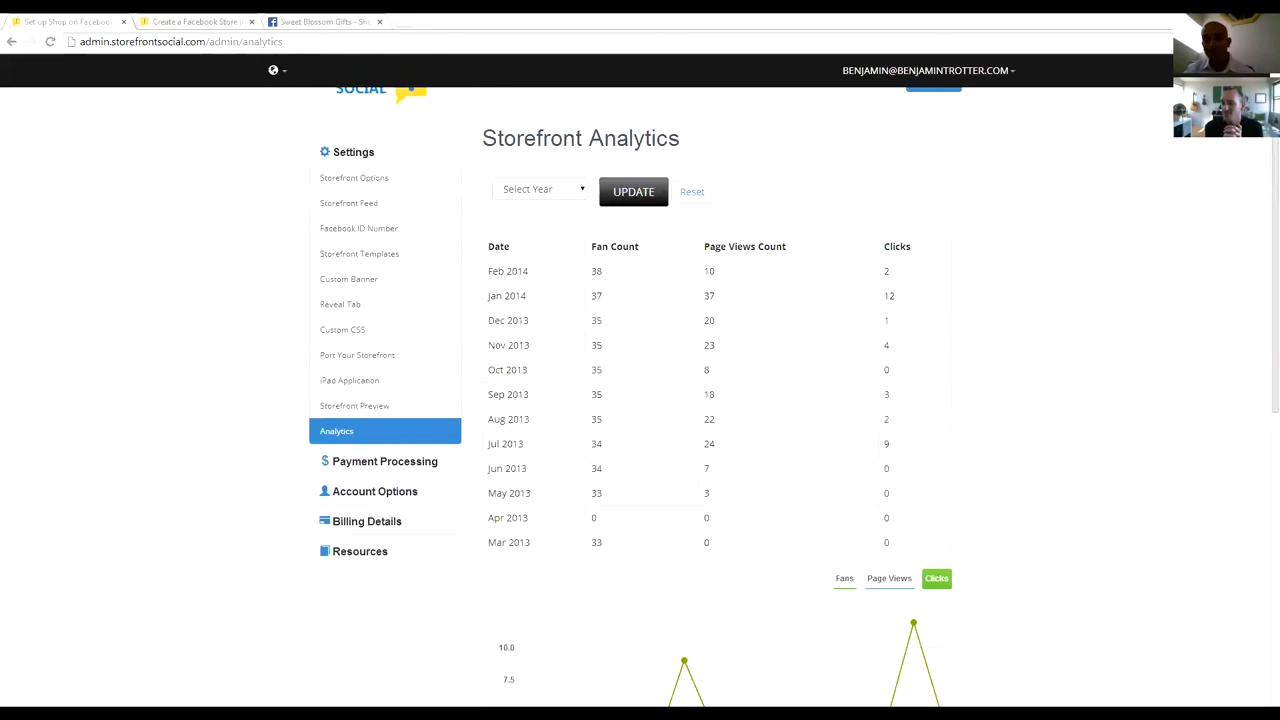 Set up Shop on Facebook
Create a Facebook Store
Sweet Blossom Gifts -
admin.storefrontsocial.com/admin/analytics
BENJAMIN@BENJAMINTROTTER.COM
SOCIAL
Storefront Analytics
Settings
Select Year
UPDATE
Reset
Storefront Options
Storefront Feed
Facebook ID Number
Storefront Templates
Custom Banner
Reveal Tab
Custom CSS
Port Your Storefront
iPad Application
Storefront Preview
Analytics
Payment Processing
Account Options
Billing Details
Resources
Date Fan Count Page Views Count Clicks
Feb 2014 38 10 2
Jan 2014 37 37 12
Dec 2013 35 20 1
Nov 2013 35 23 4
Oct 2013 35 8 0
Sep 2013 35 18 3
Aug 2013 35 22 2
Jul 2013 34 24 9
Jun 2013 34 7 0
May 2013 33 3 0
Apr 2013 0 0 0
Mar 2013 33 0 0
Fans Page Views Clicks
10.0
7.5